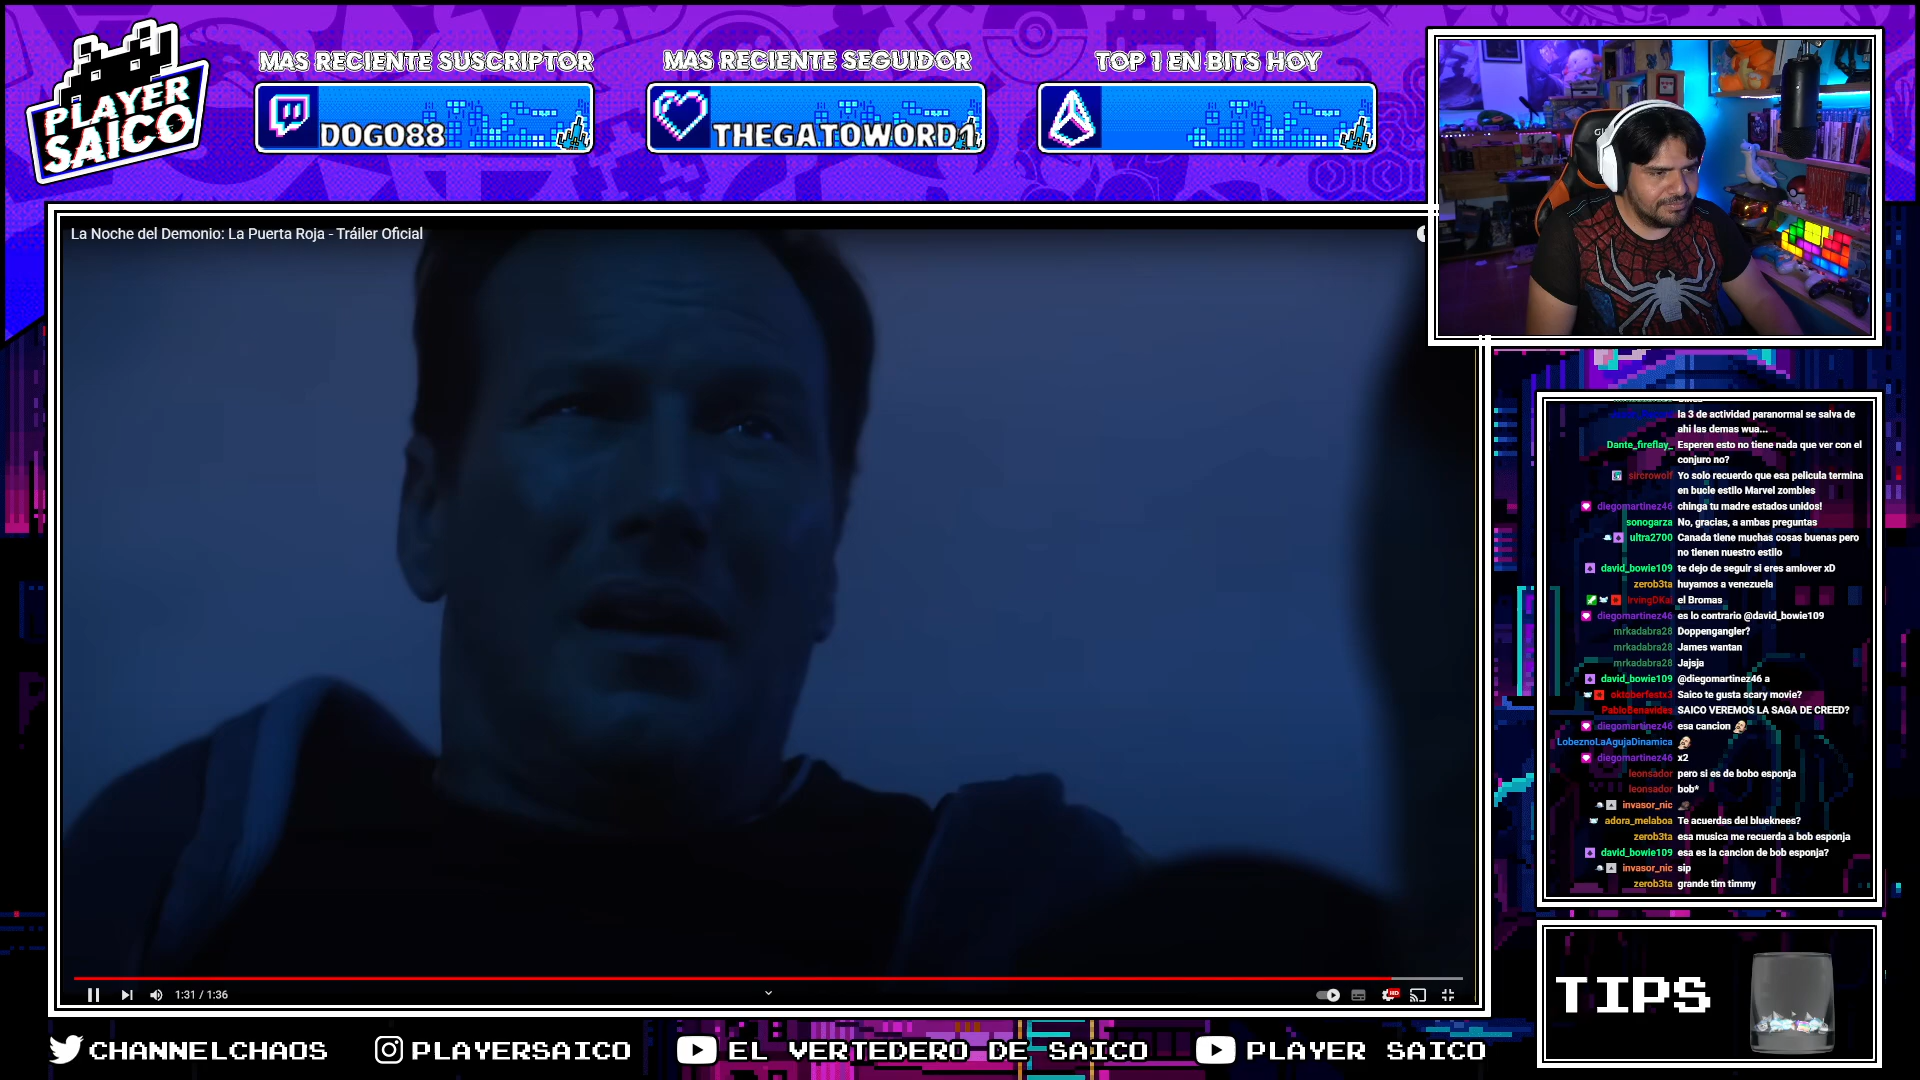 PLAYER
SAICO
MAS RECIENTE SUSCRIPTOR
DOGO88
MAS RECIENTE SEGUIDOR
THEGATOWORD1
TOP 1 EN BITS HOY
La Noche del Demonio: La Puerta Roja - Tráiler Oficial
la 3 de actividad paranormal se salva de
ahi las demas wua...
Dante_fireflay_ Esperen esto no tiene nada que ver con el
conjuro no?
sircrowolf Yo solo recuerdo que esa pelicula termina
en bucle estilo Marvel zombies
diegomartinez46 chinga tu madre estados unidos!
sonogarza No, gracias, a ambas preguntas
ultra2700 Canada tiene muchas cosas buenas pero
no tienen nuestro estilo
david_bowie109 te dejo de seguir si eres amlover xD
zerob3ta huyamos a venezuela
IrvingDKai el Bromas
diegomartinez46 es lo contrario @david_bowie109
mrkadabra28 Doppengangler?
mrkadabra28 James wantan
mrkadabra28 Jajsja
david_bowie109 @diegomartinez46 a
oktoberfestx3 Saico te gusta scary movie?
PabloBenavides SAICO VEREMOS LA SAGA DE CREED?
diegomartinez46 esa cancion
LobeznoLaAgujaDinamica
diegomartinez46 x2
leonsador pero si es de bobo esponja
leonsador bob*
invasor_nic
adora_melaboa Te acuerdas del blueknees?
zerob3ta esa musica me recuerda a bob esponja
david_bowie109 esa es la cancion de bob esponja?
invasor_nic sip
zerob3ta grande tim timmy
1:31 / 1:36
HD
TIPS
CHANNELCHAOS
PLAYERSAICO
EL VERTEDERO DE SAICO
PLAYER SAICO